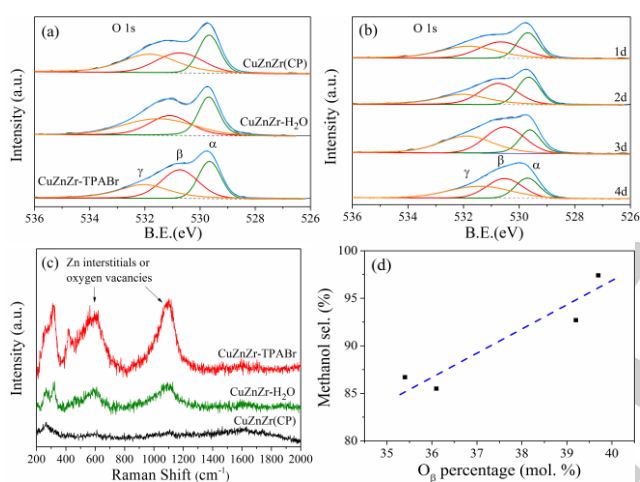 (a)
O 1s
CuZnZr(CP)
CuZnZr-H₂O
α
β
γ
CuZnZr-TPABr
Intensity (a.u.)
536 534 532 530 528 526
B.E.(eV)
(b)
O 1s
1d
2d
3d
β
α
γ
4d
Intensity (a.u.)
536 534 532 530 528 526
B.E.(eV)
(c)
Zn interstitials or
oxygen vacancies
CuZnZr-TPABr
CuZnZr-H₂O
CuZnZr(CP)
Intensity (a.u.)
200 400 600 800 1000 1200 1400 1600 1800 2000
Raman Shift (cm⁻¹)
(d)
100
95
90
85
80
Methanol sel. (%)
35 36 37 38 39 40
Oβ percentage (mol. %)